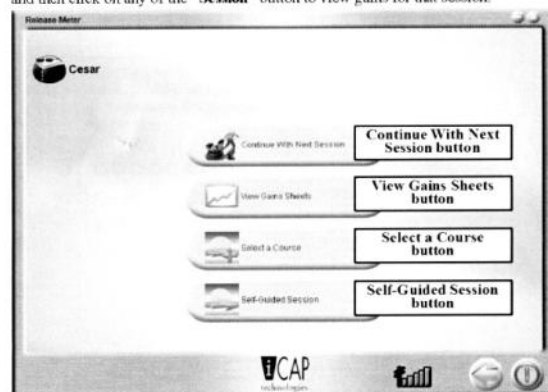 and then click on any of the "Session" button to view gains for that session.
Release Meter
Cesar
Continue With Next Session
Continue With Next
Session button
View Gains Sheets
View Gains Sheets
button
Select a Course
Select a Course
button
Self-Guided Session
Self-Guided Session
button
iCAP
technologies